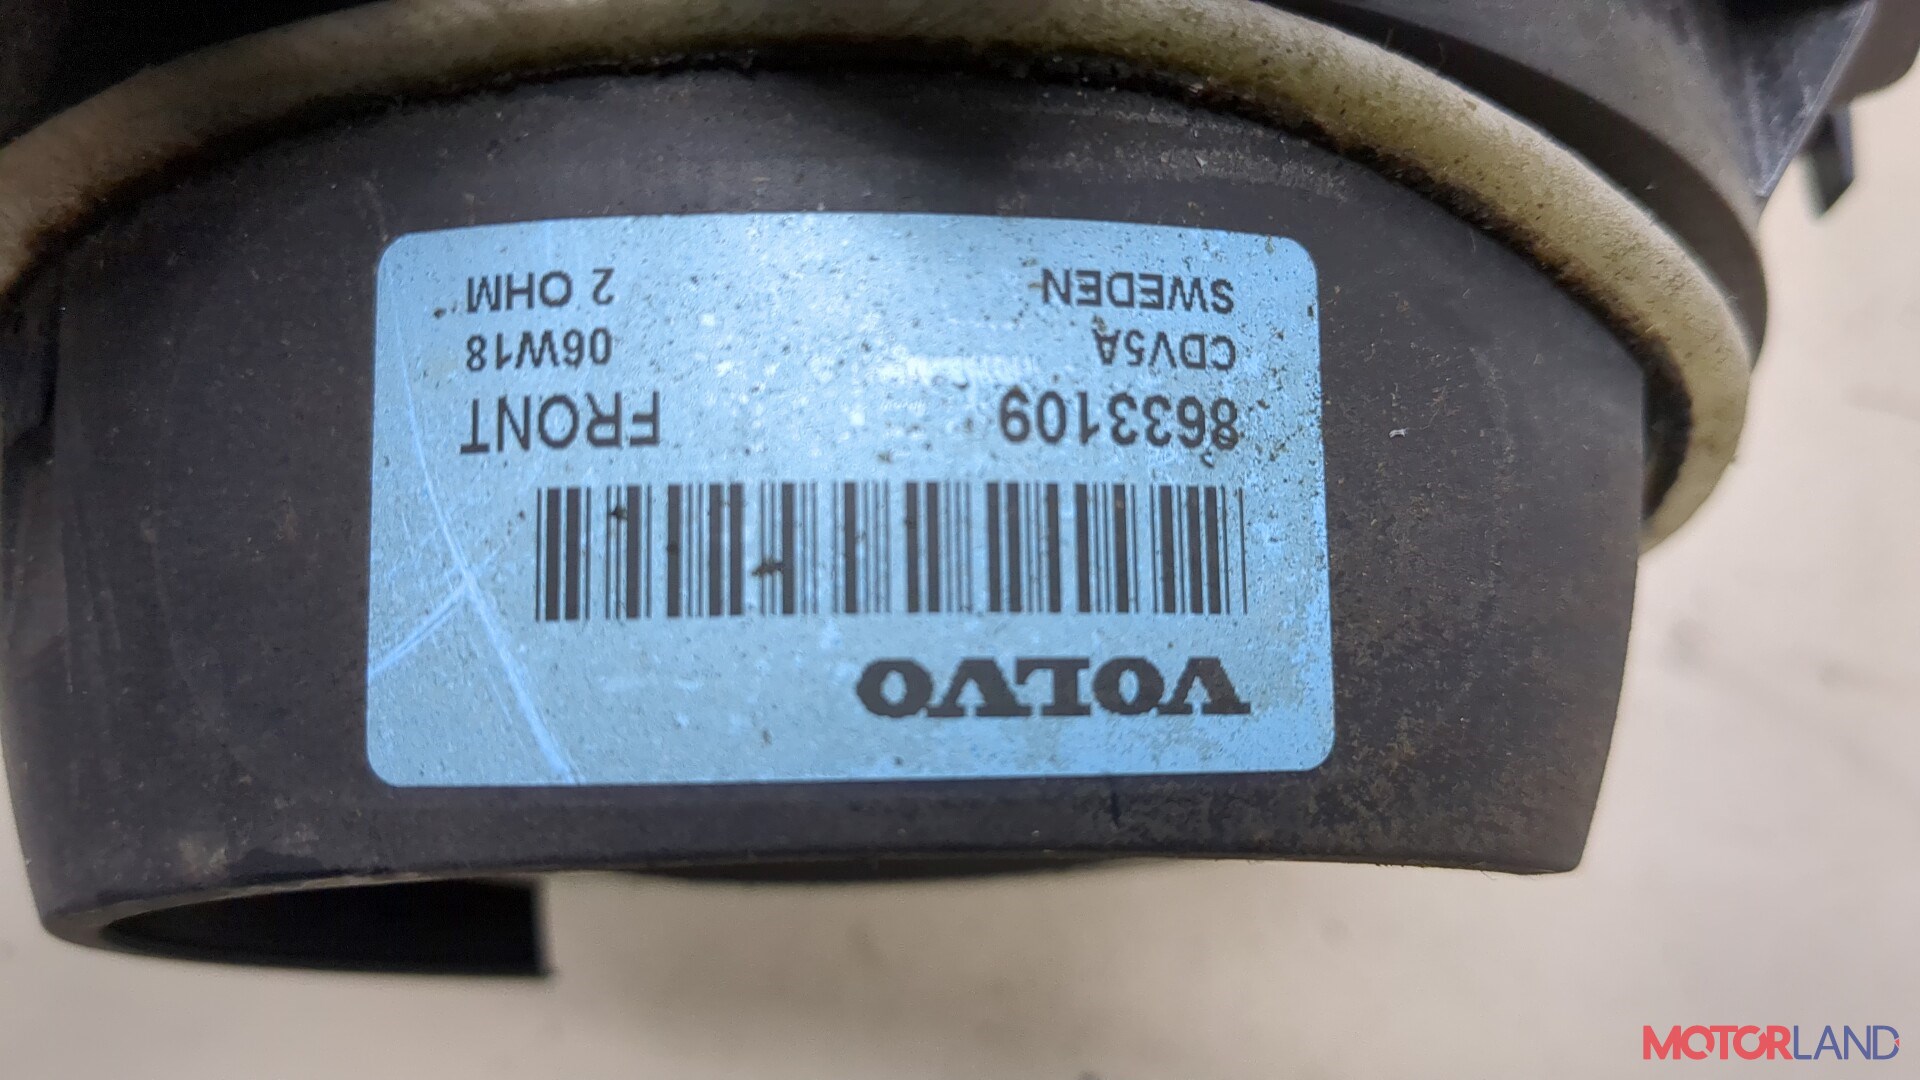 VOLVO
8633109 FRONT
CDV5A 06W18
SWEDEN 2 OHM
MOTORLAND